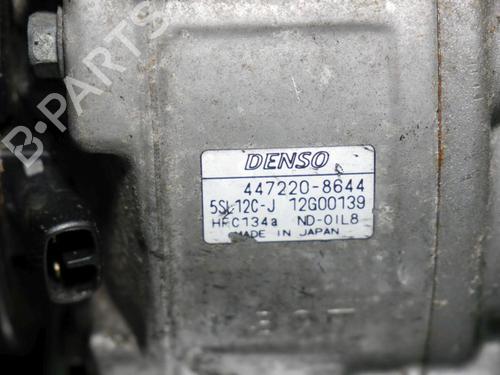 B-PARTS
DENSO
447220-8644
5SL12C-J 12G00139
HFC134a ND-OIL8
MADE IN JAPAN